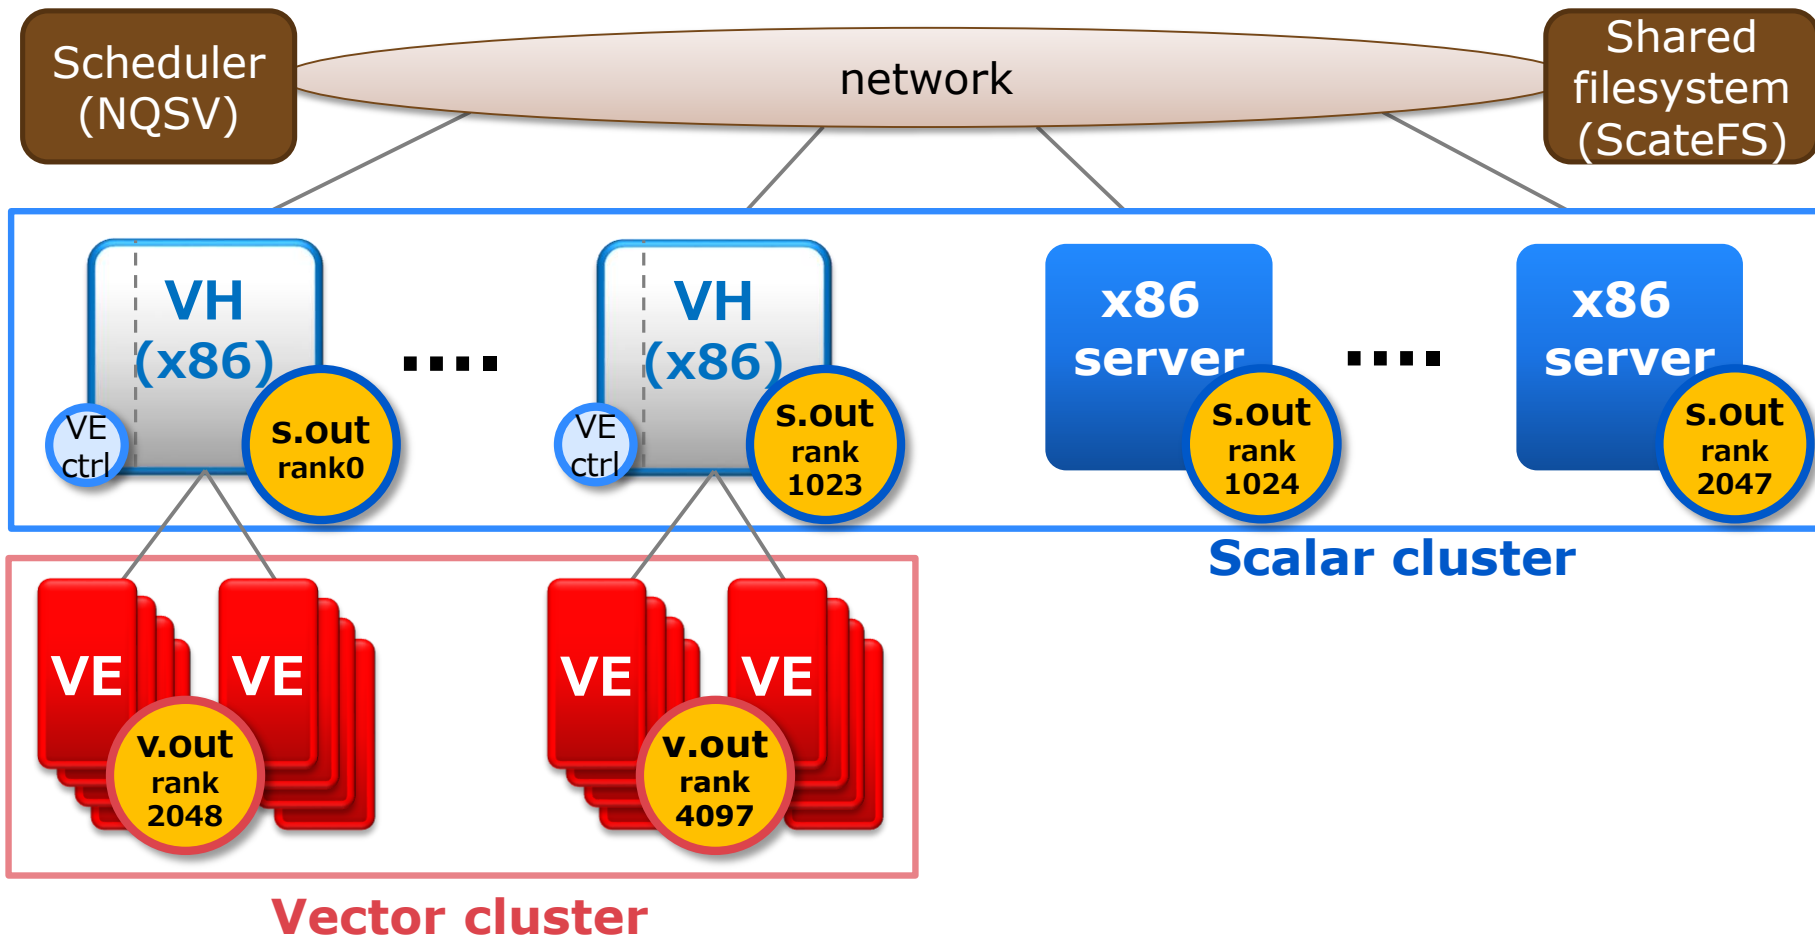 Scheduler
(NQSV)
network
Shared
filesystem
(ScateFS)
VH
(x86)
VE
ctrl
s.out
rank0
VH
(x86)
VE
ctrl
s.out
rank
1023
x86
server
s.out
rank
1024
x86
server
s.out
rank
2047
Scalar cluster
VE
VE
v.out
rank
2048
VE
VE
v.out
rank
4097
Vector cluster